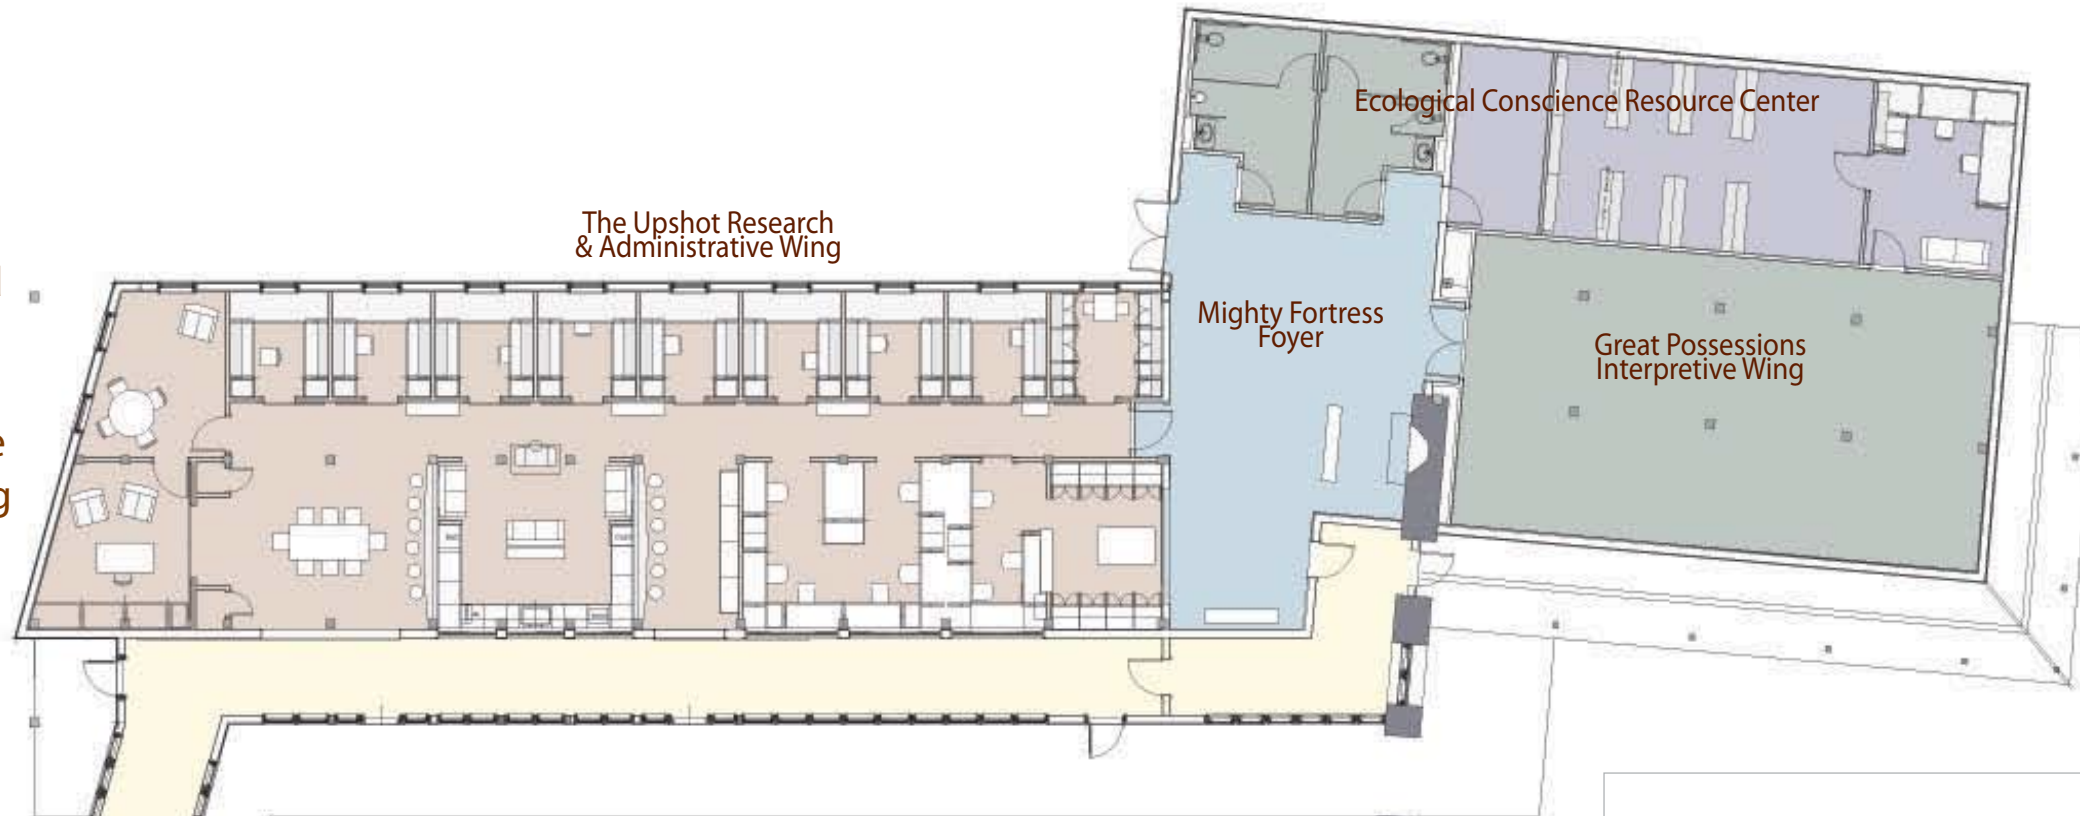 Ecological Conscience Resource Center
The Upshot Research
& Administrative Wing
Mighty Fortress
Foyer
Great Possessions
Interpretive Wing
e
g